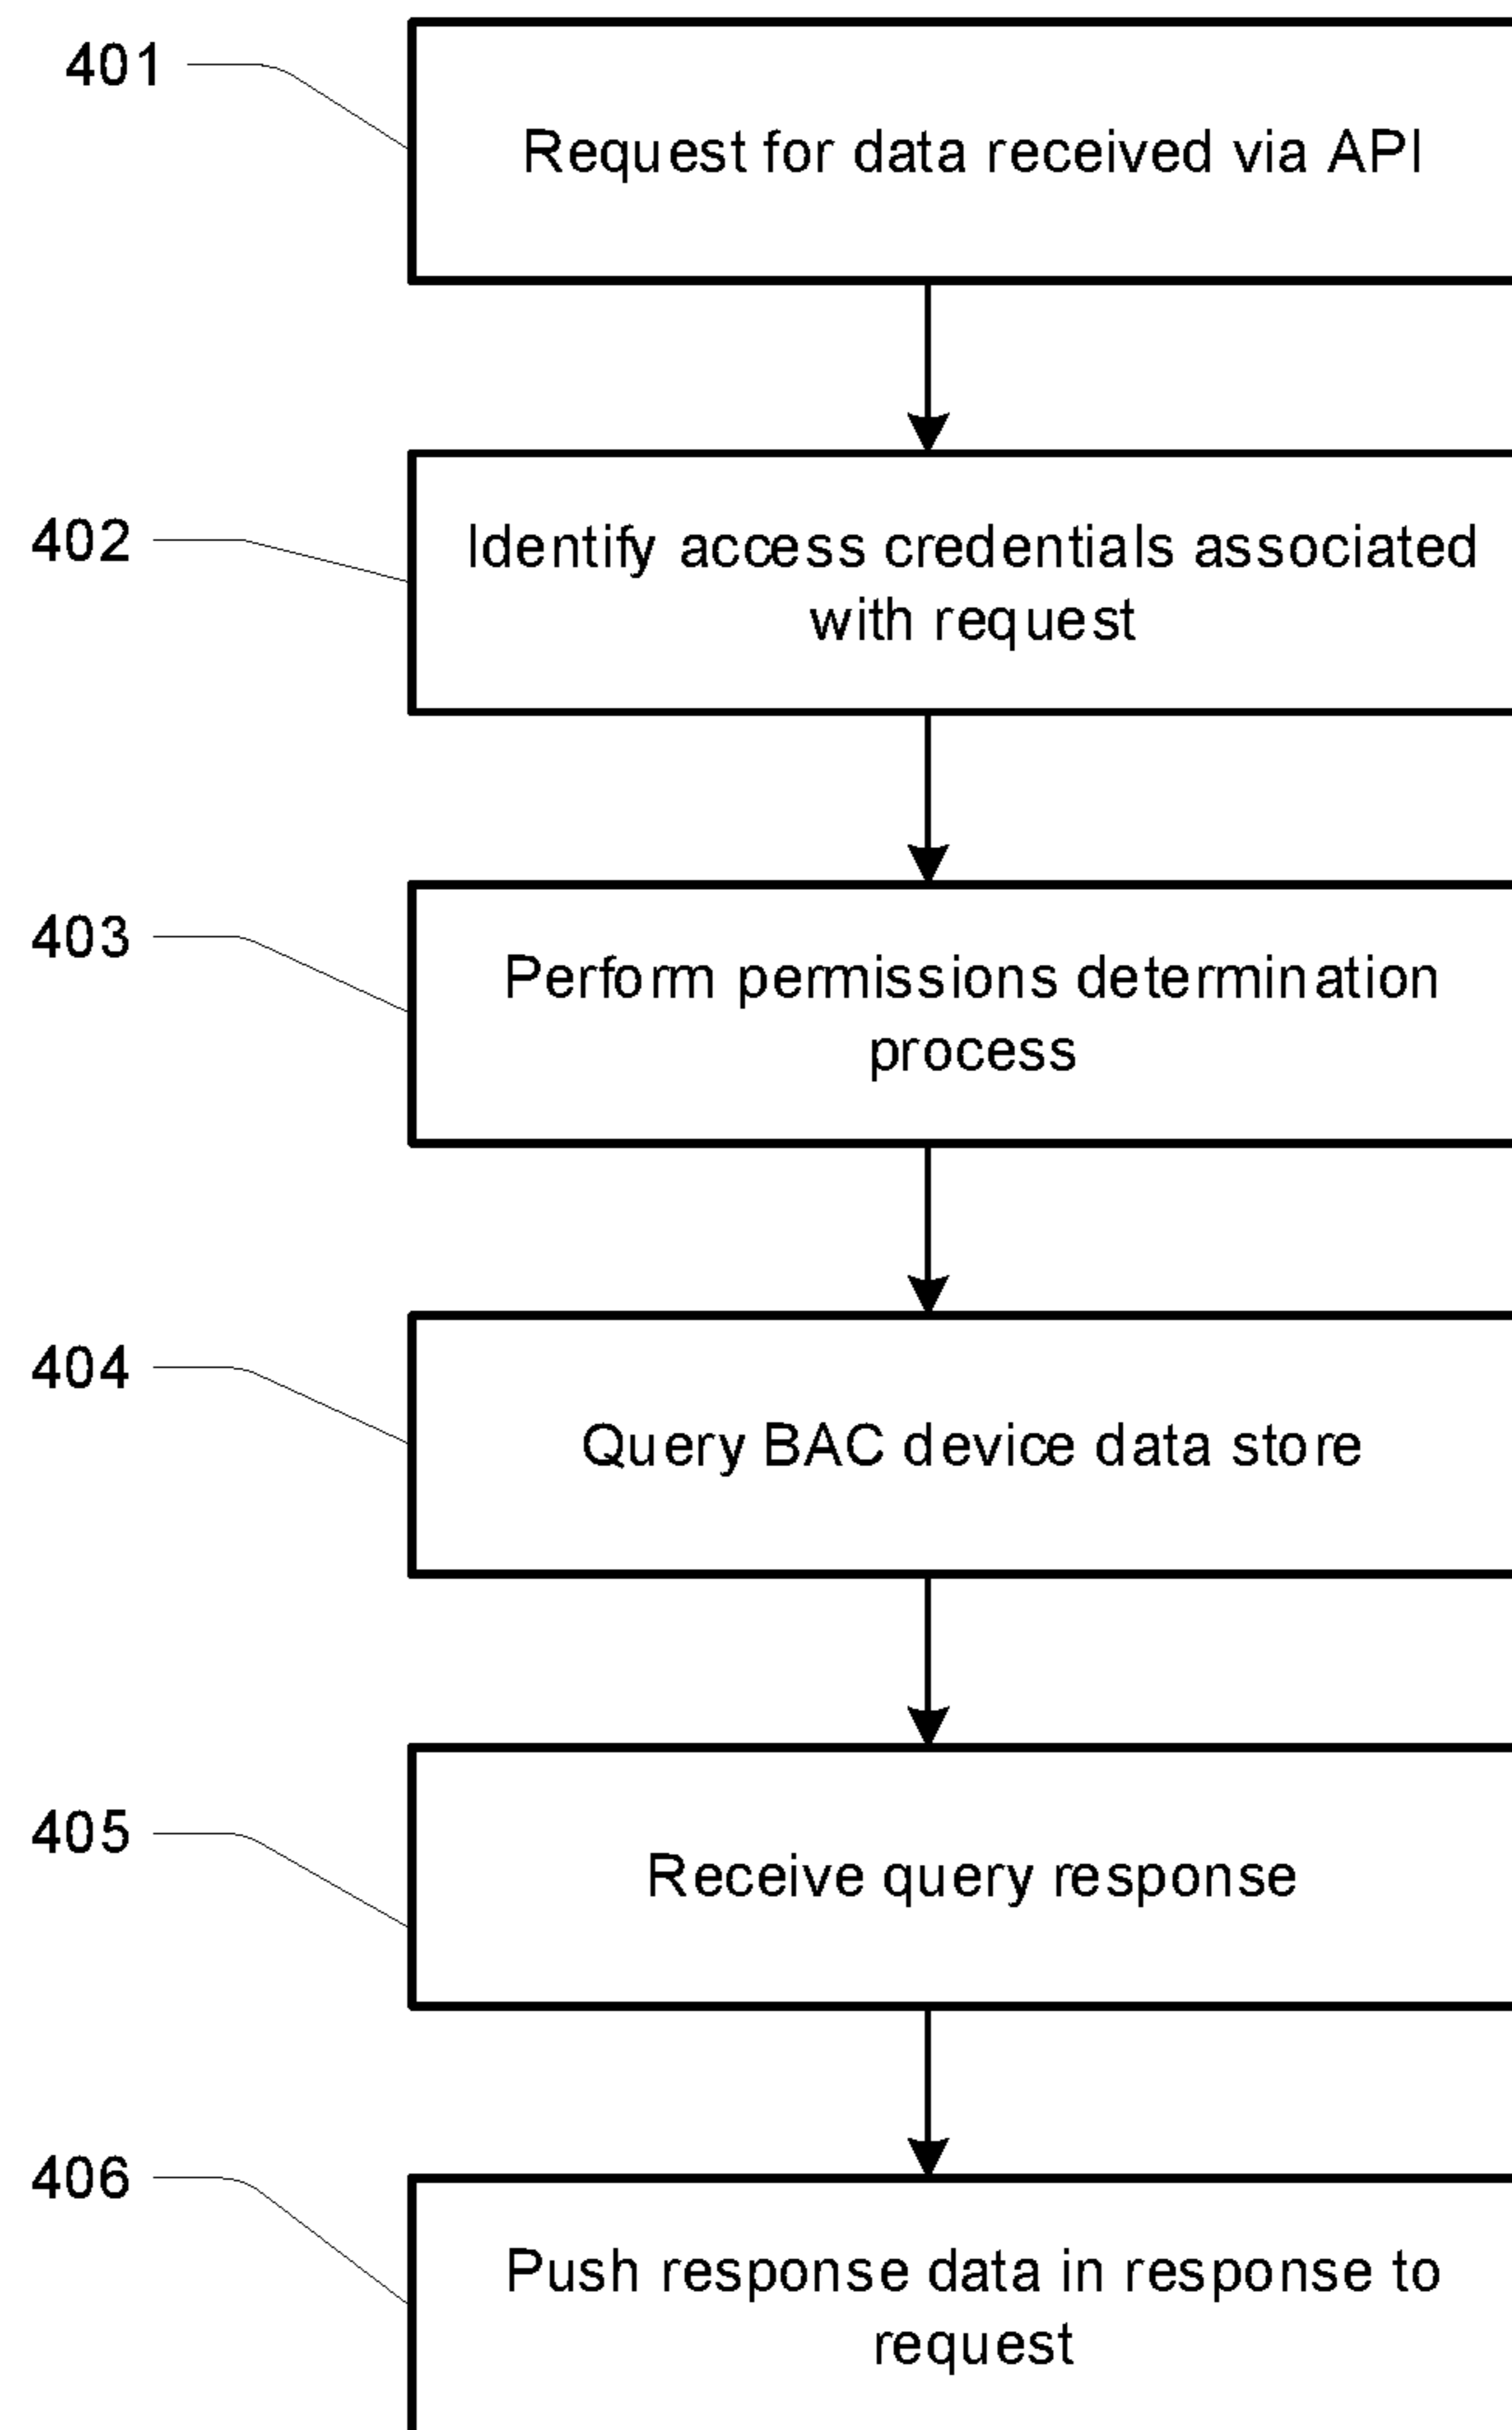 401
Request for data received via API
402
Identify access credentials associated
with request
403
Perform permissions determination
process
404
Query BAC device data store
405
Receive query response
406
Push response data in response to
request